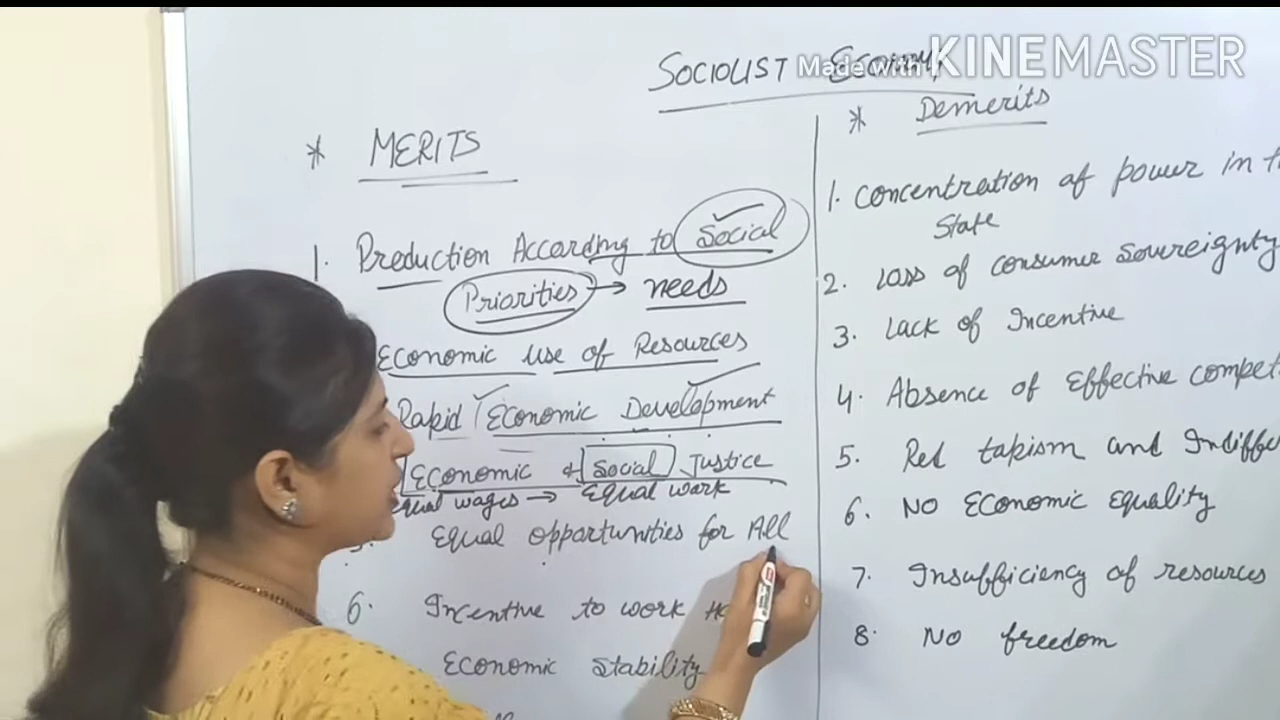 SOCIOLIST ECONOMY
Made with KINEMASTER
* MERITS
1. Production According to Social
Priorities → needs
Economic use of Resources
Rapid Economic Development
Economic & Social Justice
equal wages → Equal work
5. Equal opportunities for All
6. Incentive to work
Economic stability
* Demerits
1. Concentration of power in
State
2. Loss of consumer sovereignty
3. Lack of Incentive
4. Absence of Effective
5. Red tapism and
6. NO Economic Equality
7. Insufficiency of resources
8. NO freedom